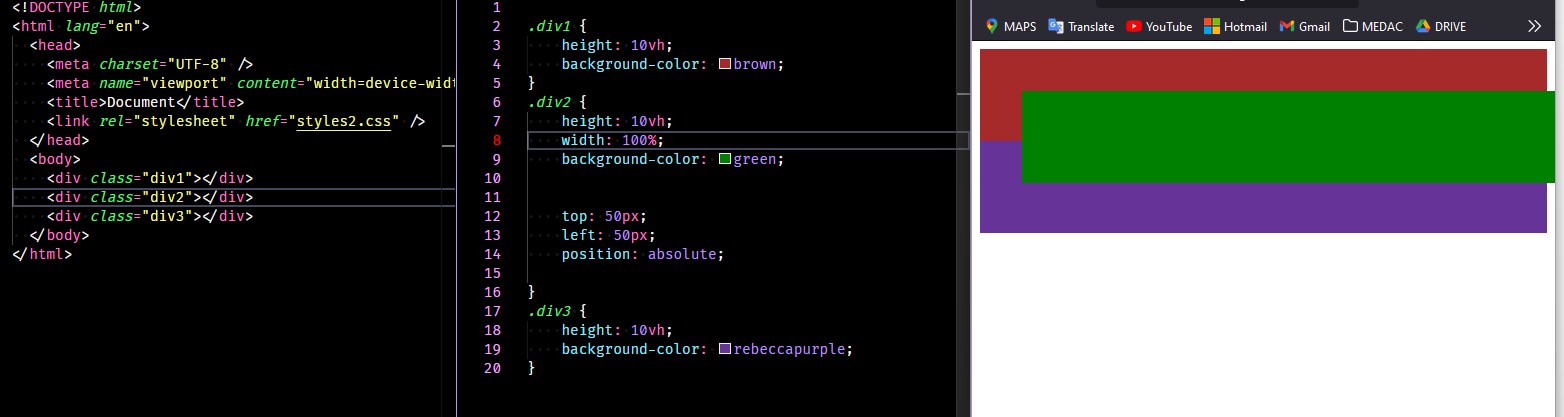 <!DOCTYPE html>
<html lang="en">
<head>
<meta charset="UTF-8" />
<meta name="viewport" content="width=device-widt
<title>Document</title>
<link rel="stylesheet" href="styles2.css" />
</head>
<body>
<div class="div1"></div>
<div class="div2"></div>
<div class="div3"></div>
</body>
</html>
1
2 .div1 {
3 height: 10vh;
4 background-color: brown;
5 }
6 .div2 {
7 height: 10vh;
8 width: 100%;
9 background-color: green;
10
11
12 top: 50px;
13 left: 50px;
14 position: absolute;
15
16 }
17 .div3 {
18 height: 10vh;
19 background-color: rebeccapurple;
20 }
MAPS Translate YouTube Hotmail Gmail MEDAC DRIVE